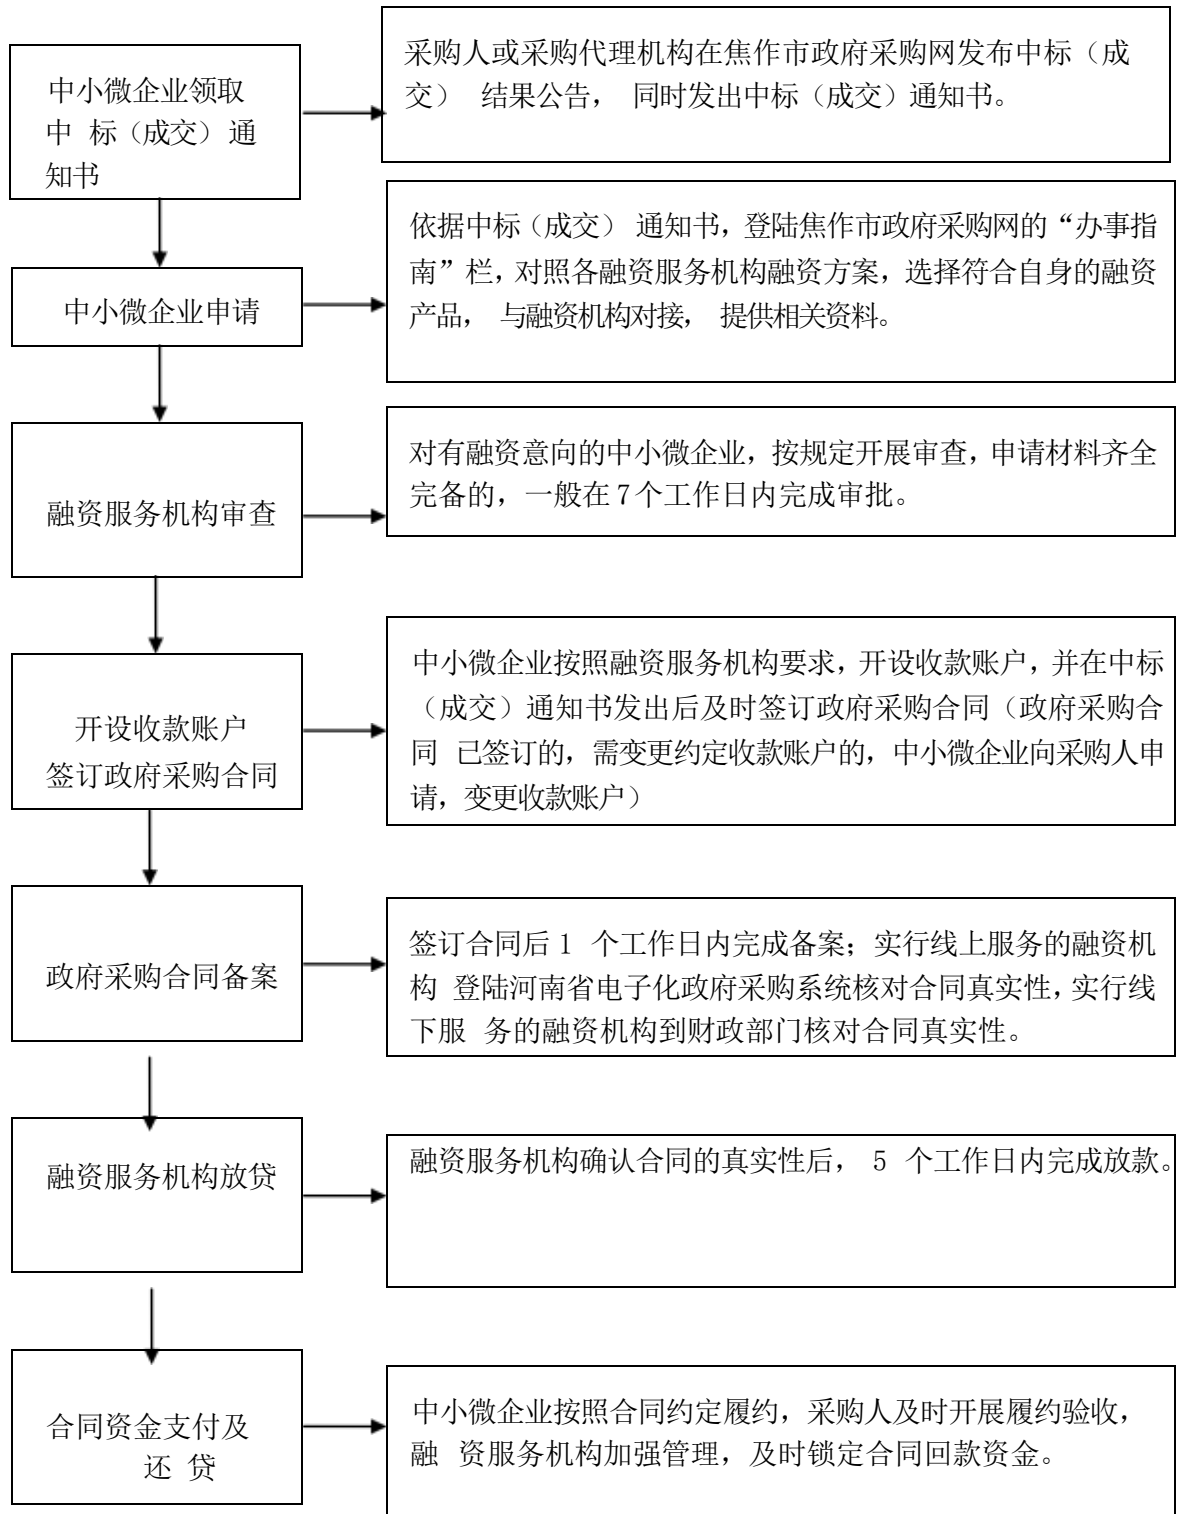 中小微企业领取
中 标（成交）通
知书
采购人或采购代理机构在焦作市政府采购网发布中标（成
交） 结果公告， 同时发出中标（成交）通知书。
中小微企业申请
依据中标（成交） 通知书，登陆焦作市政府采购网的“办事指
南”栏，对照各融资服务机构融资方案，选择符合自身的融资
产品， 与融资机构对接， 提供相关资料。
融资服务机构审查
对有融资意向的中小微企业，按规定开展审查，申请材料齐全
完备的，一般在7个工作日内完成审批。
开设收款账户
签订政府采购合同
中小微企业按照融资服务机构要求，开设收款账户，并在中标
（成交）通知书发出后及时签订政府采购合同（政府采购合
同 已签订的，需变更约定收款账户的，中小微企业向采购人申
请，变更收款账户）
政府采购合同备案
签订合同后 1 个工作日内完成备案；实行线上服务的融资机
构 登陆河南省电子化政府采购系统核对合同真实性，实行线
下服 务的融资机构到财政部门核对合同真实性。
融资服务机构放贷
融资服务机构确认合同的真实性后， 5 个工作日内完成放款。
合同资金支付及
还 贷
中小微企业按照合同约定履约，采购人及时开展履约验收，
融 资服务机构加强管理，及时锁定合同回款资金。